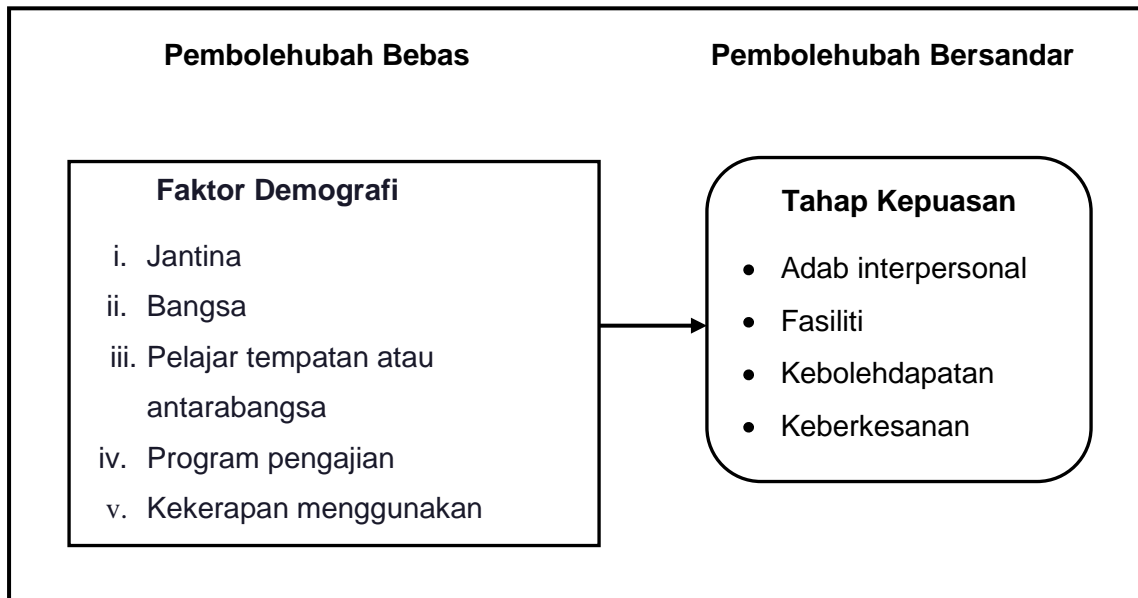 Pembolehubah Bebas
Pembolehubah Bersandar
Faktor Demografi
i. Jantina
ii. Bangsa
iii. Pelajar tempatan atau
antarabangsa
iv. Program pengajian
v. Kekerapan menggunakan
Tahap Kepuasan
• Adab interpersonal
• Fasiliti
• Kebolehdapatan
• Keberkesanan